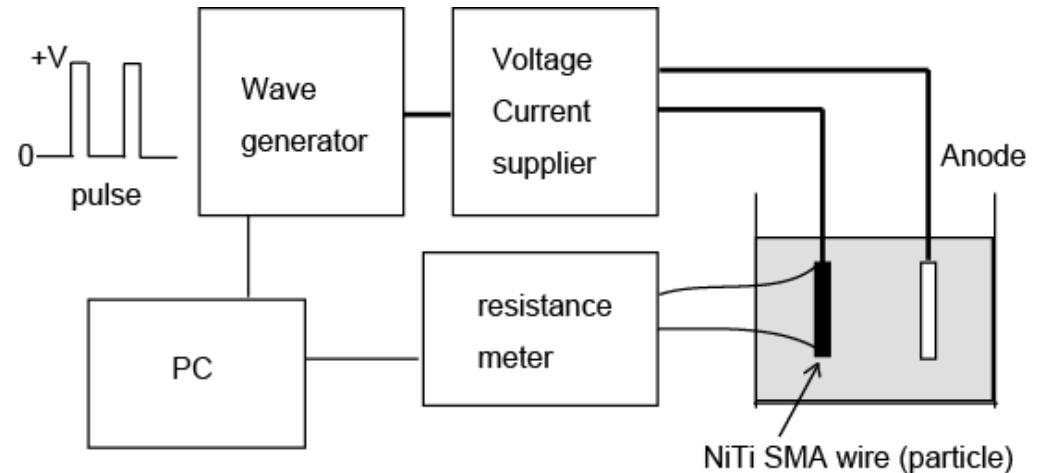 +V
0
pulse
Wave
generator
Voltage
Current
supplier
Anode
PC
resistance
meter
NiTi SMA wire (particle)